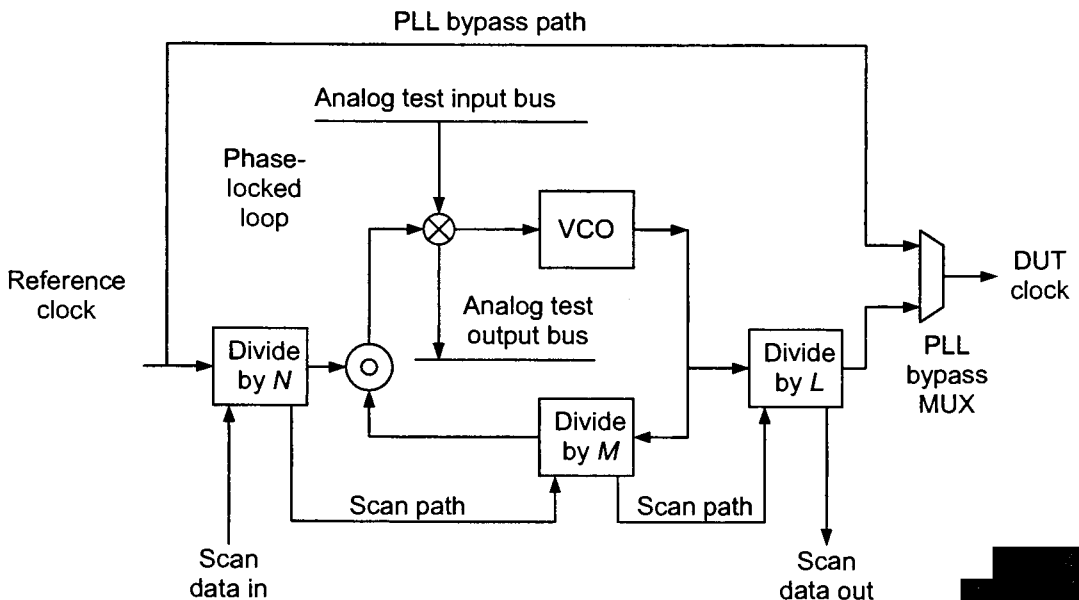 PLL bypass path
Analog test input bus
Phase-
locked
loop
VCO
Reference
clock
Analog test
output bus
DUT
clock
Divide
by N
Divide
by L
PLL
bypass
MUX
Divide
by M
Scan path
Scan path
Scan
data in
Scan
data out